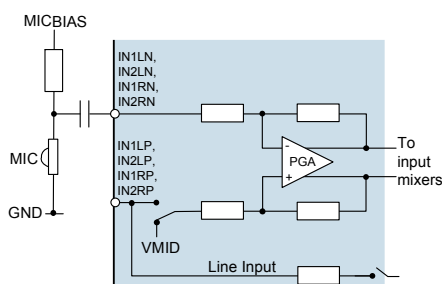 MICBIAS
IN1LN,
IN2LN,
IN1RN,
IN2RN
MIC
IN1LP,
IN2LP,
IN1RP,
IN2RP
GND
VMID
-
PGA
+
To
input
mixers
Line Input